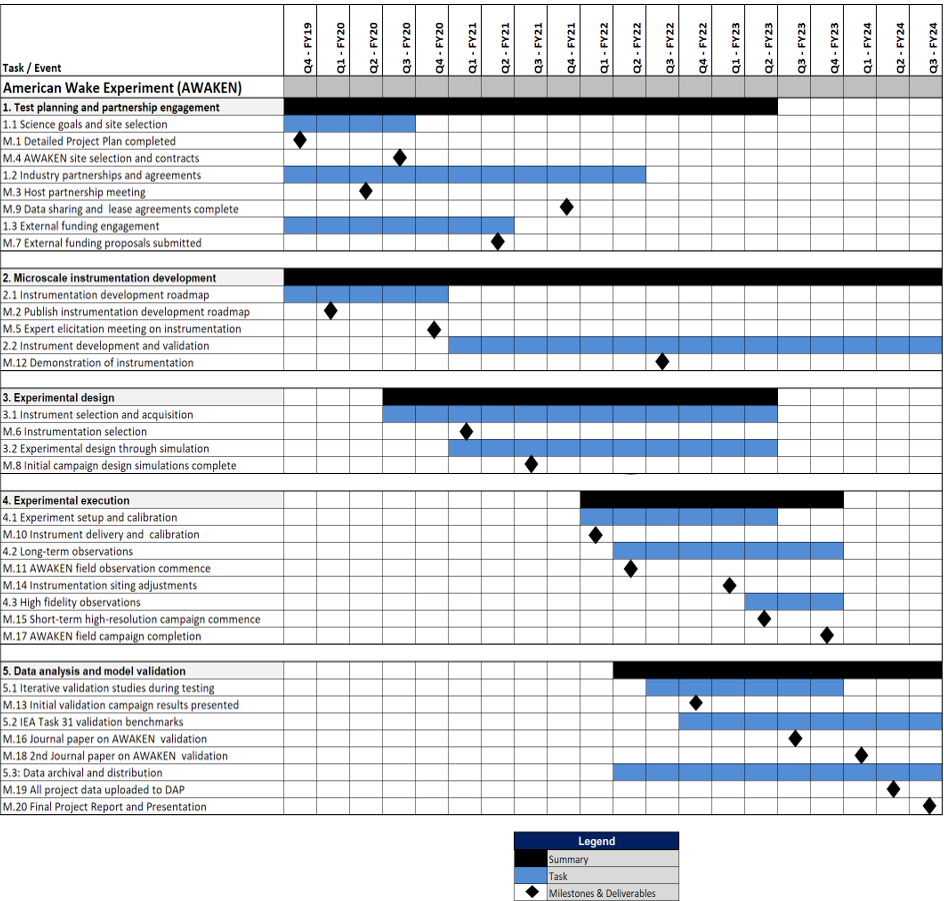 Task / Event
Q4 - FY19
Q1 - FY20
Q2 - FY20
Q3 - FY20
Q4 - FY20
Q1 - FY21
Q2 - FY21
Q3 - FY21
Q4 - FY21
Q1 - FY22
Q2 - FY22
Q3 - FY22
Q4 - FY22
Q1 - FY23
Q2 - FY23
Q3 - FY23
Q4 - FY23
Q1 - FY24
Q2 - FY24
Q3 - FY24
American Wake Experiment (AWAKEN)
1. Test planning and partnership engagement
1.1 Science goals and site selection
M.1 Detailed Project Plan completed
M.4 AWAKEN site selection and contracts
1.2 Industry partnerships and agreements
M.3 Host partnership meeting
M.9 Data sharing and lease agreements complete
1.3 External funding engagement
M.7 External funding proposals submitted
2. Microscale instrumentation development
2.1 Instrumentation development roadmap
M.2 Publish instrumentation development roadmap
M.5 Expert elicitation meeting on instrumentation
2.2 Instrument development and validation
M.12 Demonstration of instrumentation
3. Experimental design
3.1 Instrument selection and acquisition
M.6 Instrumentation selection
3.2 Experimental design through simulation
M.8 Initial campaign design simulations complete
4. Experimental execution
4.1 Experiment setup and calibration
M.10 Instrument delivery and calibration
4.2 Long-term observations
M.11 AWAKEN field observation commence
M.14 Instrumentation siting adjustments
4.3 High fidelity observations
M.15 Short-term high-resolution campaign commence
M.17 AWAKEN field campaign completion
5. Data analysis and model validation
5.1 Iterative validation studies during testing
M.13 Initial validation campaign results presented
5.2 IEA Task 31 validation benchmarks
M.16 Journal paper on AWAKEN validation
M.18 2nd Journal paper on AWAKEN validation
5.3: Data archival and distribution
M.19 All project data uploaded to DAP
M.20 Final Project Report and Presentation
Legend
Summary
Task
Milestones & Deliverables